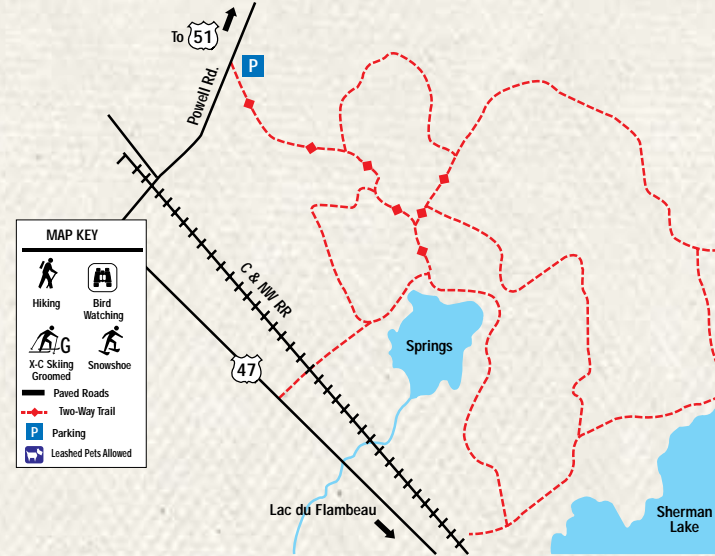 To 51
P
Powell Rd.
C & NW RR
47
Springs
Lac du Flambeau
Sherman
Lake
MAP KEY
Hiking
Bird
Watching
G
X-C Skiing
Groomed
Snowshoe
Paved Roads
Two-Way Trail
P Parking
Leashed Pets Allowed